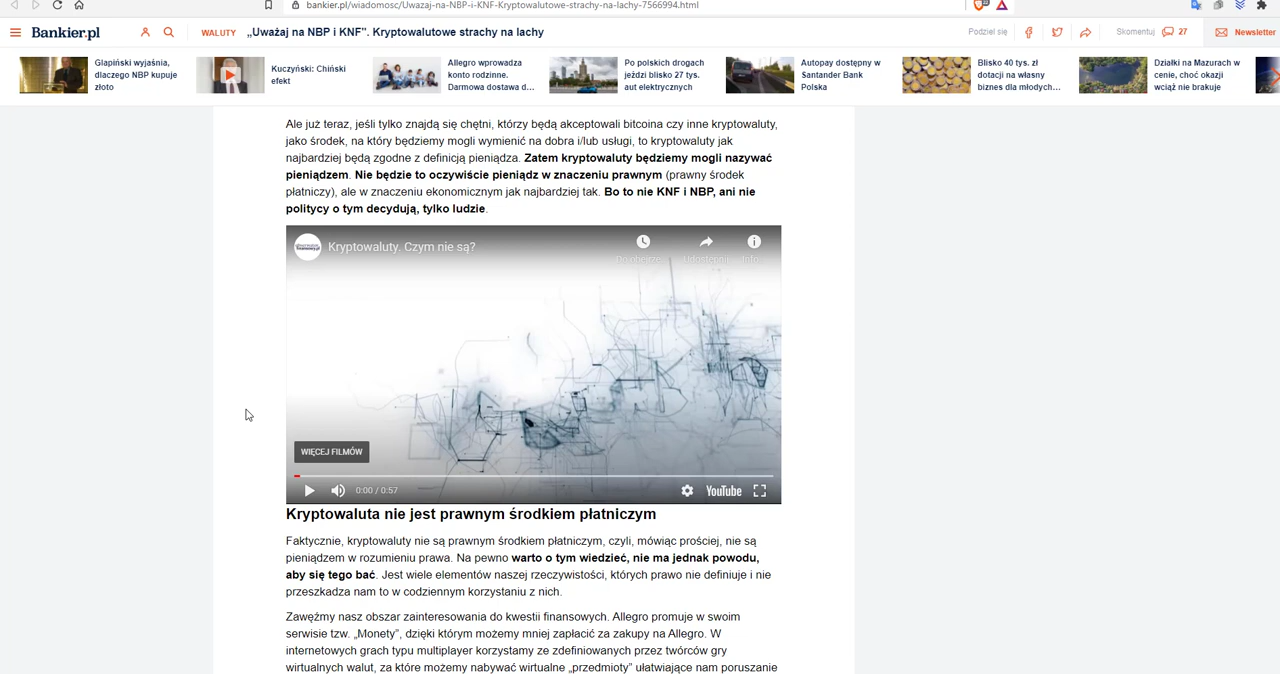 bankier.pl/wiadomosc/Uwazaj-na-NBP-i-KNF-Kryptowalutowe-strachy-na-lachy-7566994.html
Bankier.pl
WALUTY
„Uważaj na NBP i KNF”. Kryptowalutowe strachy na lachy
Podziel się
Skomentuj
27
Newsletter
Glapiński wyjaśnia,
dlaczego NBP kupuje
złoto
Kuczyński: Chiński
efekt
Allegro wprowadza
konto rodzinne.
Darmowa dostawa d...
Po polskich drogach
jeździ blisko 27 tys.
aut elektrycznych
Autopay dostępny w
Santander Bank
Polska
Blisko 40 tys. zł
dotacji na własny
biznes dla młodych...
Działki na Mazurach w
cenie, choć okazji
wciąż nie brakuje
Ale już teraz, jeśli tylko znajdą się chętni, którzy będą akceptowali bitcoina czy inne kryptowaluty,
jako środek, na który będziemy mogli wymienić na dobra i/lub usługi, to kryptowaluty jak
najbardziej będą zgodne z definicją pieniądza. Zatem kryptowaluty będziemy mogli nazywać
pieniądzem. Nie będzie to oczywiście pieniądz w znaczeniu prawnym (prawny środek
płatniczy), ale w znaczeniu ekonomicznym jak najbardziej tak. Bo to nie KNF i NBP, ani nie
politycy o tym decydują, tylko ludzie.
Kryptowaluty. Czym nie są?
Do obejrze...
Udostępnij
Info
WIĘCEJ FILMÓW
0:00 / 0:57
YouTube
Kryptowaluta nie jest prawnym środkiem płatniczym
Faktycznie, kryptowaluty nie są prawnym środkiem płatniczym, czyli, mówiąc prościej, nie są
pieniądzem w rozumieniu prawa. Na pewno warto o tym wiedzieć, nie ma jednak powodu,
aby się tego bać. Jest wiele elementów naszej rzeczywistości, których prawo nie definiuje i nie
przeszkadza nam to w codziennym korzystaniu z nich.
Zawęźmy nasz obszar zainteresowania do kwestii finansowych. Allegro promuje w swoim
serwisie tzw. „Monety”, dzięki którym możemy mniej zapłacić za zakupy na Allegro. W
internetowych grach typu multiplayer korzystamy ze zdefiniowanych przez twórców gry
wirtualnych walut, za które możemy nabywać wirtualne „przedmioty” ułatwiające nam poruszanie